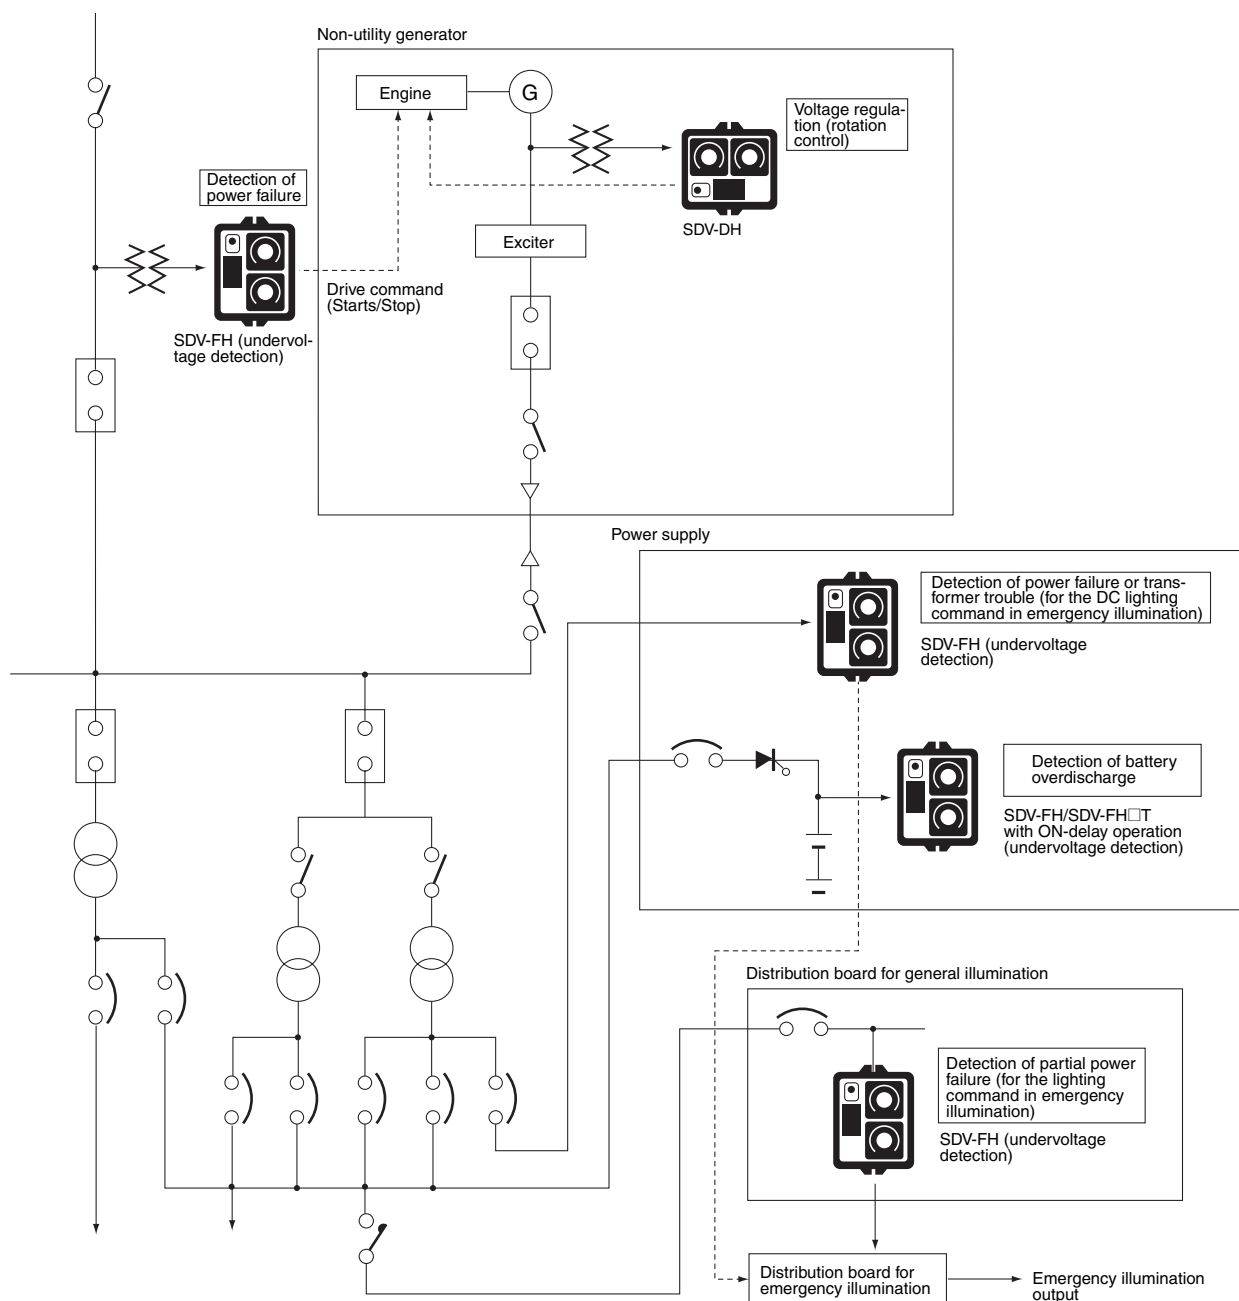 Non-utility generator
Engine
G
Voltage regula-
tion (rotation
control)
Detection of
power failure
SDV-DH
Exciter
Drive command
(Starts/Stop)
SDV-FH (undervol-
tage detection)
Power supply
Detection of power failure or trans-
former trouble (for the DC lighting
command in emergency illumination)
SDV-FH (undervoltage
detection)
Detection of battery
overdischarge
SDV-FH/SDV-FH□T
with ON-delay operation
(undervoltage detection)
Distribution board for general illumination
Detection of partial power
failure (for the lighting
command in emergency
illumination)
SDV-FH (undervoltage
detection)
Distribution board for
emergency illumination
Emergency illumination
output